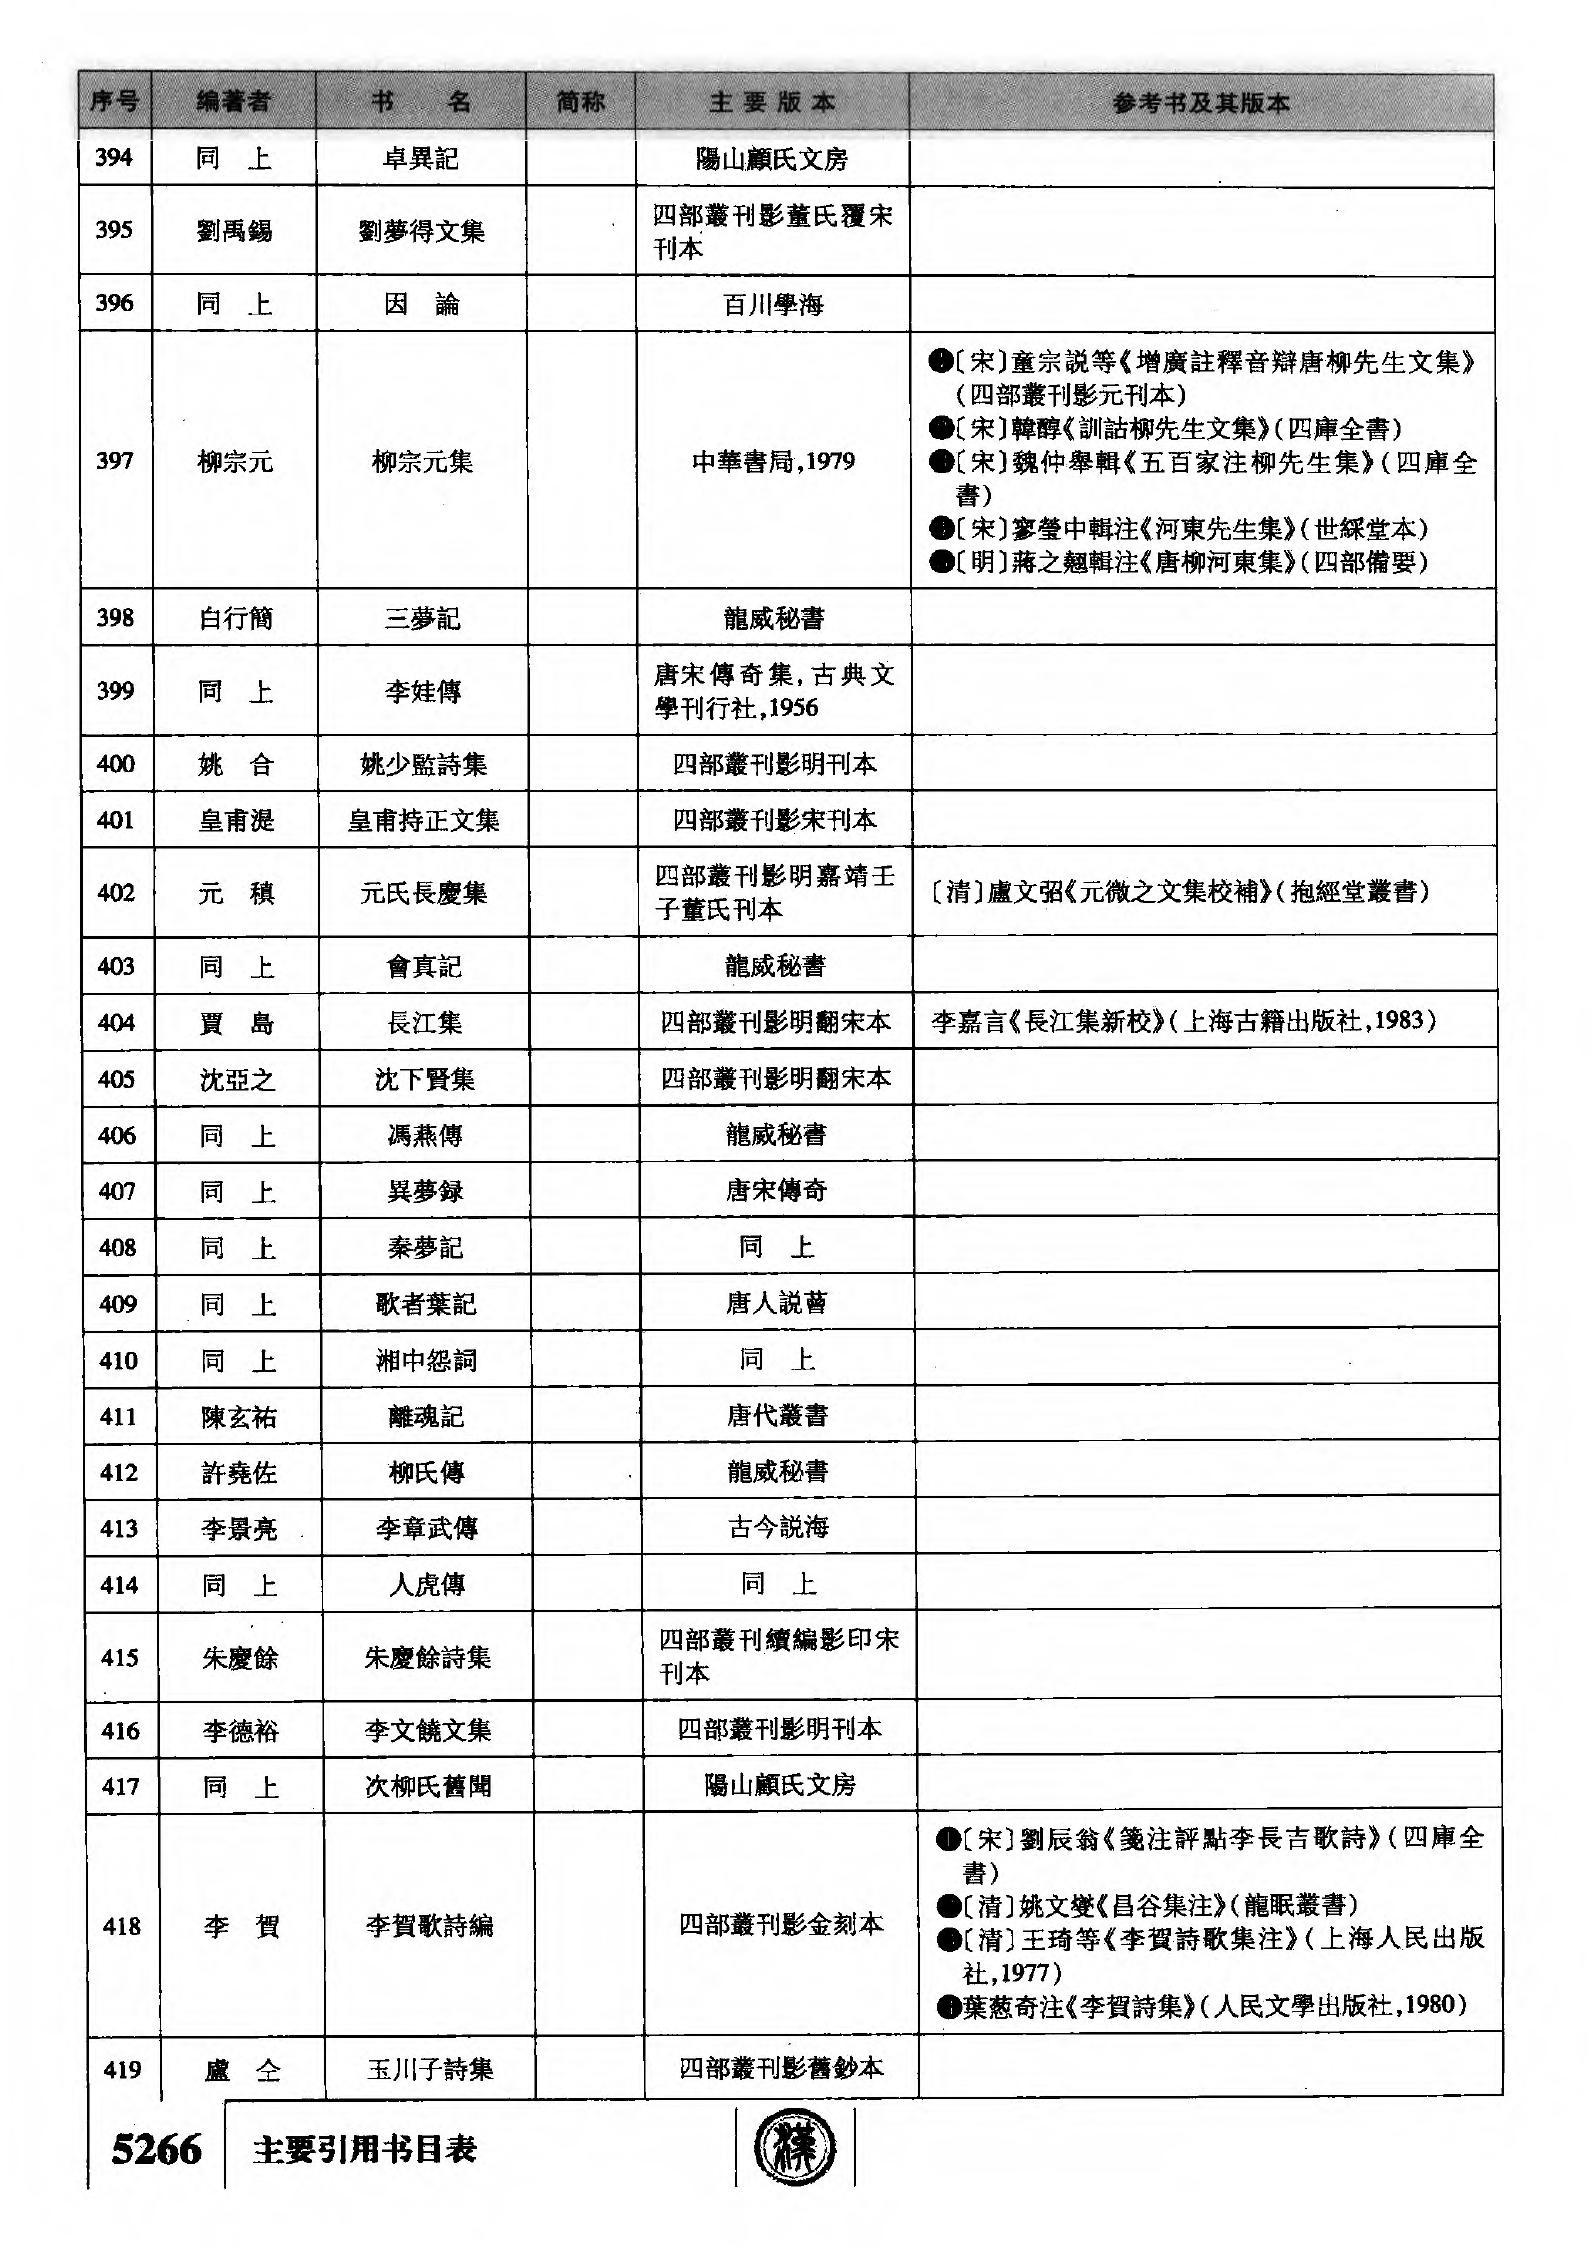 序号 编著者 书 名 简称 主要版本 参考书及其版本
394 同 上 卓異記 陽山顧氏文房
395 劉禹錫 劉夢得文集 四部叢刊影董氏覆宋
刊本
396 同 上 因 論 百川學海
397 柳宗元 柳宗元集 中華書局,1979
〔宋〕童宗説等《增廣註釋音辯唐柳先生文集》
(四部叢刊影元刊本)
〔宋〕韓醇《訓詁柳先生文集》(四庫全書)
〔宋〕魏仲舉輯《五百家注柳先生集》(四庫全
書)
〔宋〕寥瑩中輯注《河東先生集》(世綵堂本)
〔明〕蔣之翹輯注《唐柳河東集》(四部備要)
398 白行簡 三夢記 龍威秘書
399 同 上 李娃傳 唐宋傳奇集,古典文
學刊行社,1956
400 姚 合 姚少監詩集 四部叢刊影明刊本
401 皇甫湜 皇甫持正文集 四部叢刊影宋刊本
402 元 稹 元氏長慶集 四部叢刊影明嘉靖壬
子董氏刊本
〔清〕盧文弨《元微之文集校補》(抱經堂叢書)
403 同 上 會真記 龍威秘書
404 賈 島 長江集 四部叢刊影明翻宋本 李嘉言《長江集新校》(上海古籍出版社,1983)
405 沈亞之 沈下賢集 四部叢刊影明翻宋本
406 同 上 馮燕傳 龍威秘書
407 同 上 異夢録 唐宋傳奇
408 同 上 秦夢記 同 上
409 同 上 歌者葉記 唐人説薈
410 同 上 湘中怨詞 同 上
411 陳玄祐 離魂記 唐代叢書
412 許堯佐 柳氏傳 龍威秘書
413 李景亮 李章武傳 古今説海
414 同 上 人虎傳 同 上
415 朱慶餘 朱慶餘詩集 四部叢刊續編影印宋
刊本
416 李德裕 李文饒文集 四部叢刊影明刊本
417 同 上 次柳氏舊聞 陽山顧氏文房
418 李 賀 李賀歌詩編 四部叢刊影金刻本
〔宋〕劉辰翁《箋注評點李長吉歌詩》(四庫全
書)
〔清〕姚文燮《昌谷集注》(龍眠叢書)
〔清〕王琦等《李賀詩歌集注》(上海人民出版
社,1977)
葉葱奇注《李賀詩集》(人民文學出版社,1980)
419 盧 仝 玉川子詩集 四部叢刊影舊鈔本
5266 主要引用书目表
漢